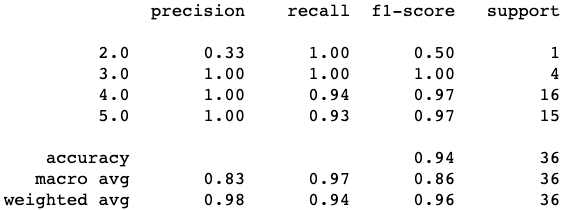 precision recall f1-score support
2.0 0.33 1.00 0.50 1
3.0 1.00 1.00 1.00 4
4.0 1.00 0.94 0.97 16
5.0 1.00 0.93 0.97 15
accuracy 0.94 36
macro avg 0.83 0.97 0.86 36
weighted avg 0.98 0.94 0.96 36